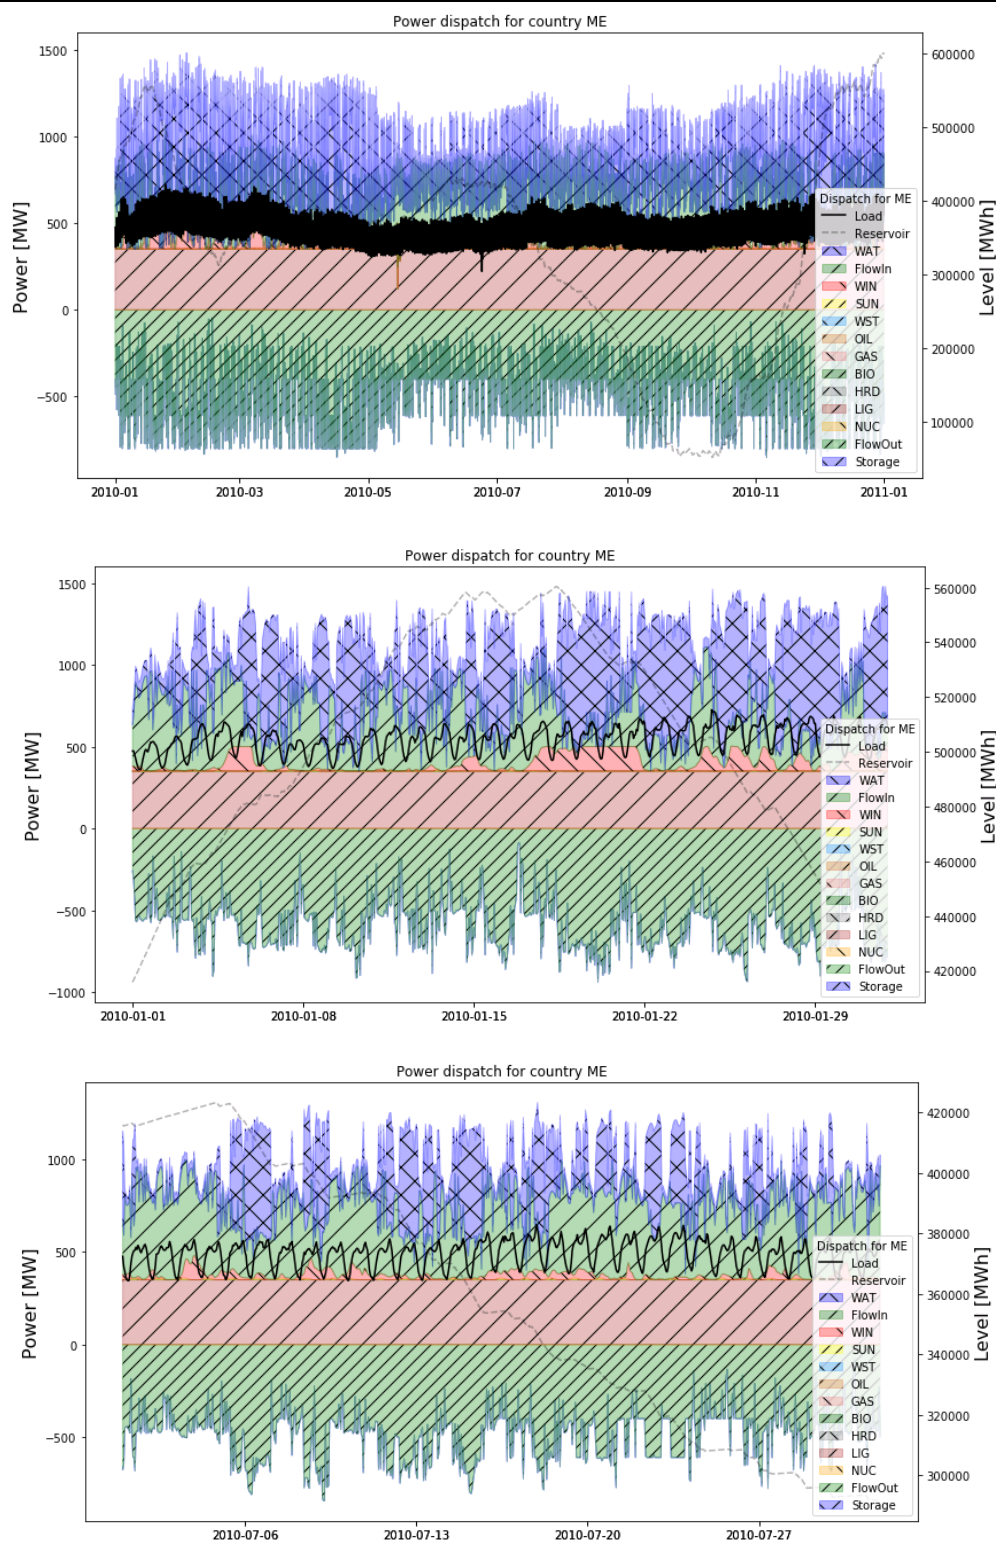 Power dispatch for country ME
Power [MW]
1500
1000
500
0
−500
600000
500000
400000
300000
200000
100000
Level [MWh]
Dispatch for ME
Load
Reservoir
WAT
FlowIn
WIN
SUN
WST
OIL
GAS
BIO
HRD
LIG
NUC
FlowOut
Storage
2010-01 2010-03 2010-05 2010-07 2010-09 2010-11 2011-01
Power dispatch for country ME
Power [MW]
1500
1000
500
0
−500
−1000
560000
540000
520000
500000
480000
460000
440000
420000
Level [MWh]
Dispatch for ME
Load
Reservoir
WAT
FlowIn
WIN
SUN
WST
OIL
GAS
BIO
HRD
LIG
NUC
FlowOut
Storage
2010-01-01 2010-01-08 2010-01-15 2010-01-22 2010-01-29
Power dispatch for country ME
Power [MW]
1000
500
0
−500
420000
400000
380000
360000
340000
320000
300000
Level [MWh]
Dispatch for ME
Load
Reservoir
WAT
FlowIn
WIN
SUN
WST
OIL
GAS
BIO
HRD
LIG
NUC
FlowOut
Storage
2010-07-06 2010-07-13 2010-07-20 2010-07-27